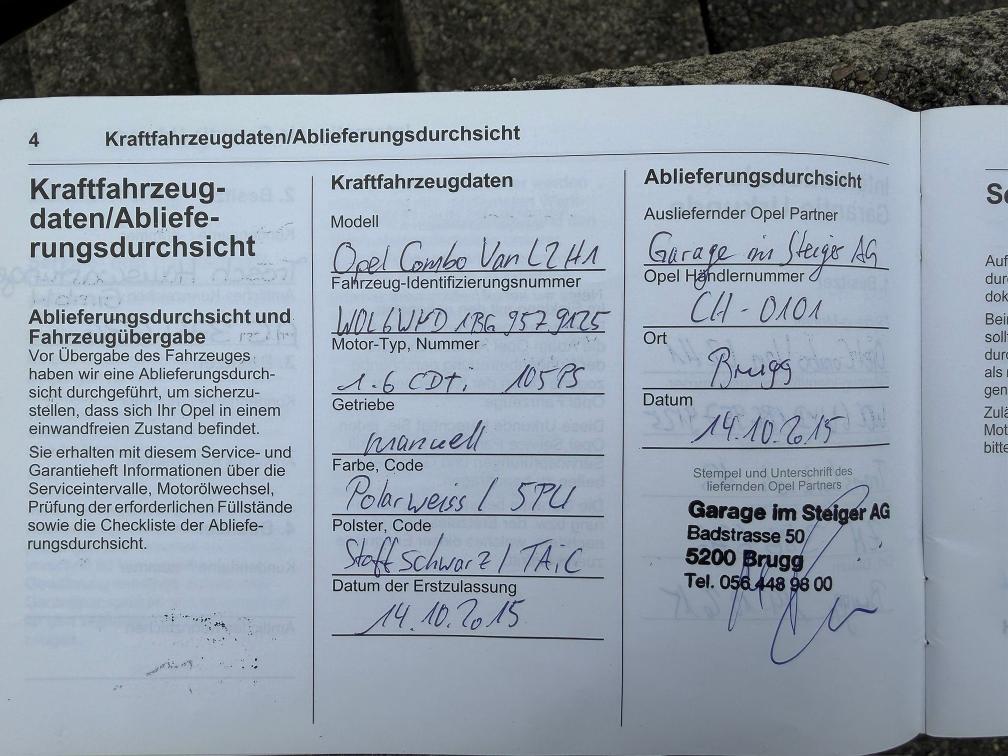 4 Kraftfahrzeugdaten/Ablieferungsdurchsicht
Kraftfahrzeug-
daten/Abliefe-
rungsdurchsicht
Ablieferungsdurchsicht und
Fahrzeugübergabe
Vor Übergabe des Fahrzeuges
haben wir eine Ablieferungsdurch-
sicht durchgeführt, um sicherzu-
stellen, dass sich Ihr Opel in einem
einwandfreien Zustand befindet.
Sie erhalten mit diesem Service- und
Garantieheft Informationen über die
Serviceintervalle, Motorölwechsel,
Prüfung der erforderlichen Füllstände
sowie die Checkliste der Abliefe-
rungsdurchsicht.
Kraftfahrzeugdaten
Modell
Opel Combo Van L2H1
Fahrzeug-Identifizierungsnummer
W0L6WHD1BG9579125
Motor-Typ, Nummer
1.6 CDTi 105PS
Getriebe
manuell
Farbe, Code
Polarweiss / 5PU
Polster, Code
Stoff Schwarz / TA,C
Datum der Erstzulassung
14.10.2015
Ablieferungsdurchsicht
Ausliefernder Opel Partner
Garage im Steiger AG
Opel Händlernummer
CH-0101
Ort
Brugg
Datum
14.10.2015
Stempel und Unterschrift des
liefernden Opel Partners
Garage im Steiger AG
Badstrasse 50
5200 Brugg
Tel. 056 448 98 00